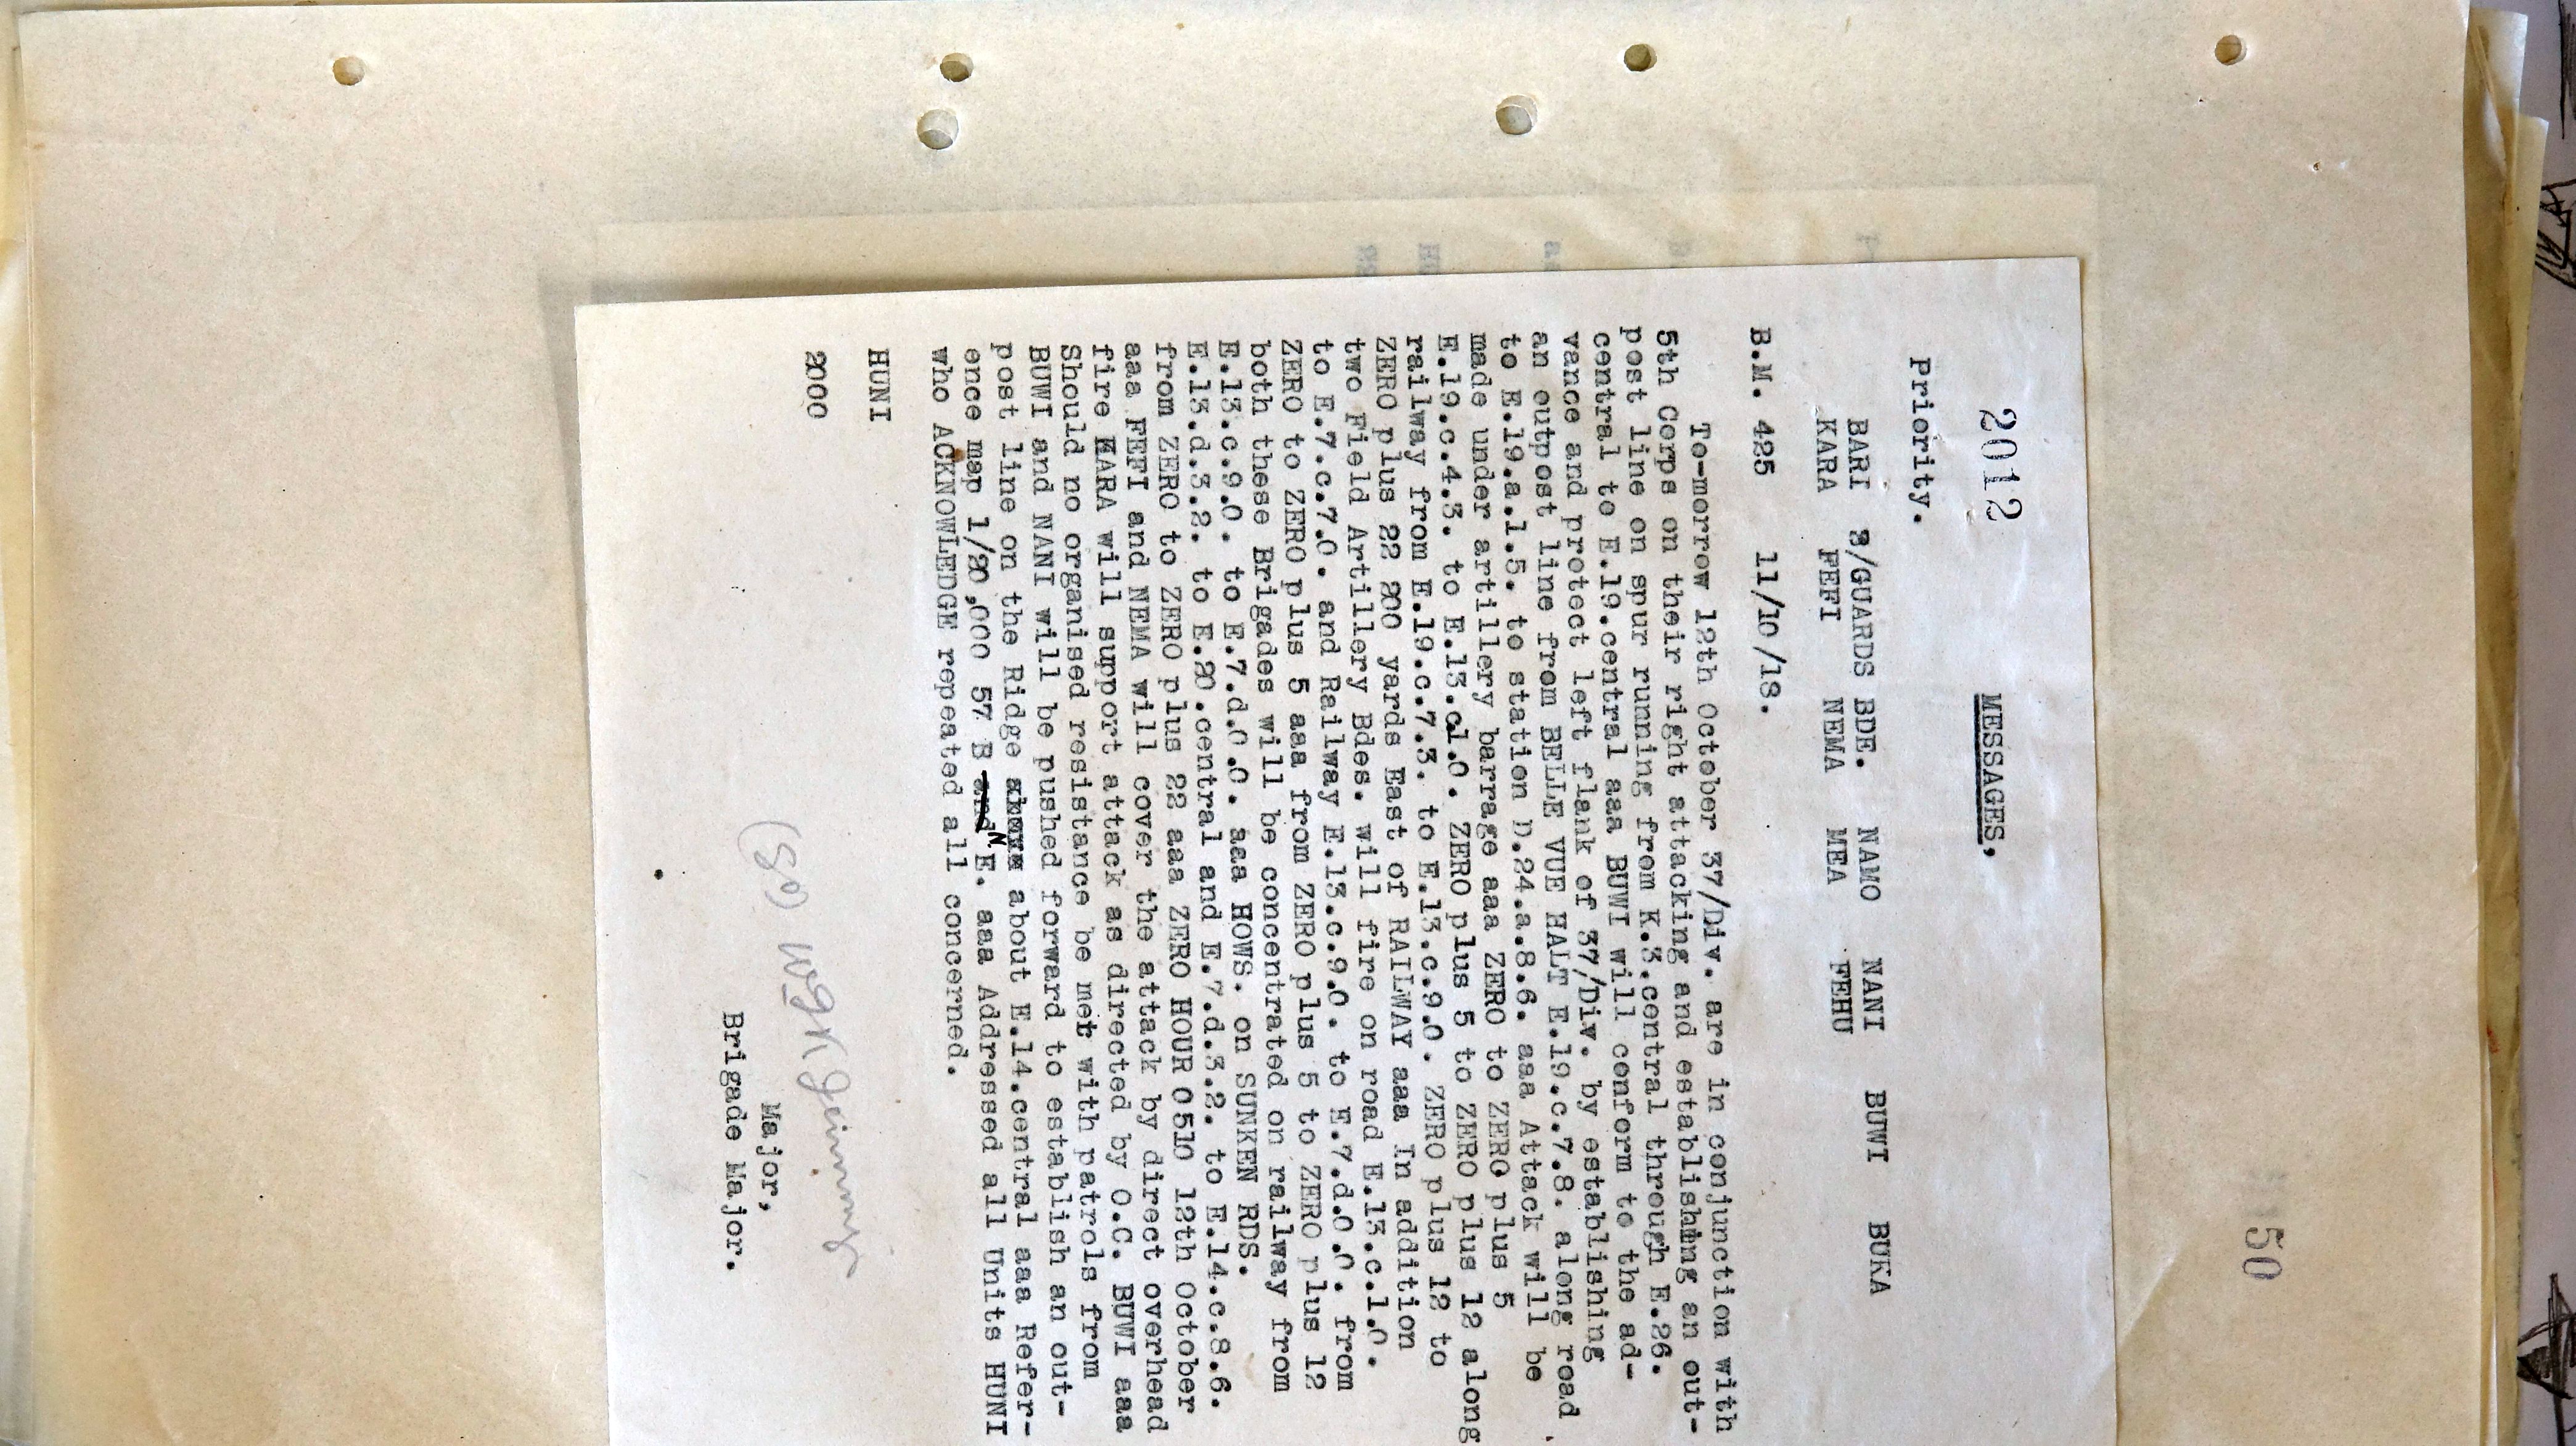 50
2012
MESSAGES.
Priority.
BARI 3/GUARDS BDE. NAMO NANI BUWI BUKA
KARA FEFI NEMA MEA FEHU
B.M. 425 11/10/18.
To-morrow 12th October 37/Div. are in conjunction with
5th Corps on their right attacking and establishing an out-
post line on spur running from K.3.central through E.26.
central to E.19.central aaa BUWI will conform to the ad-
vance and protect left flank of 37/Div. by establishing
an outpost line from BELLE VUE HALT E.19.c.7.8. along road
to E.19.a.1.5. to station D.24.a.8.6. aaa Attack will be
made under artillery barrage aaa ZERO to ZERO plus 5
E.19.c.4.3. to E.13.c1.0. ZERO plus 5 to ZERO plus 12 along
railway from E.19.c.7.3. to E.13.c.9.0. ZERO plus 12 to
ZERO plus 22 200 yards East of RAILWAY aaa In addition
two Field Artillery Bdes. will fire on road E.13.c.1.0.
to E.7.c.7.0. and Railway E.13.c.9.0. to E.7.d.0.0. from
ZERO to ZERO plus 5 aaa from ZERO plus 5 to ZERO plus 12
both these Brigades will be concentrated on railway from
E.13.c.9.0. to E.7.d.0.0. aaa HOWS. on SUNKEN RDS.
E.13.d.3.2. to E.20.central and E.7.d.3.2. to E.14.c.8.6.
from ZERO to ZERO plus 22 aaa ZERO HOUR 0510 12th October
aaa FEFI and NEMA will cover the attack by direct overhead
fire KARA will support attack as directed by O.C. BUWI aaa
Should no organised resistance be met with patrols from
BUWI and NANI will be pushed forward to establish an out-
post line on the Ridge about E.14.central aaa Refer-
ence map 1/20,000 57 B and N E. aaa Addressed all Units HUNI
who ACKNOWLEDGE repeated all concerned.
HUNI
2000
(Sd)
Major,
Brigade Major.